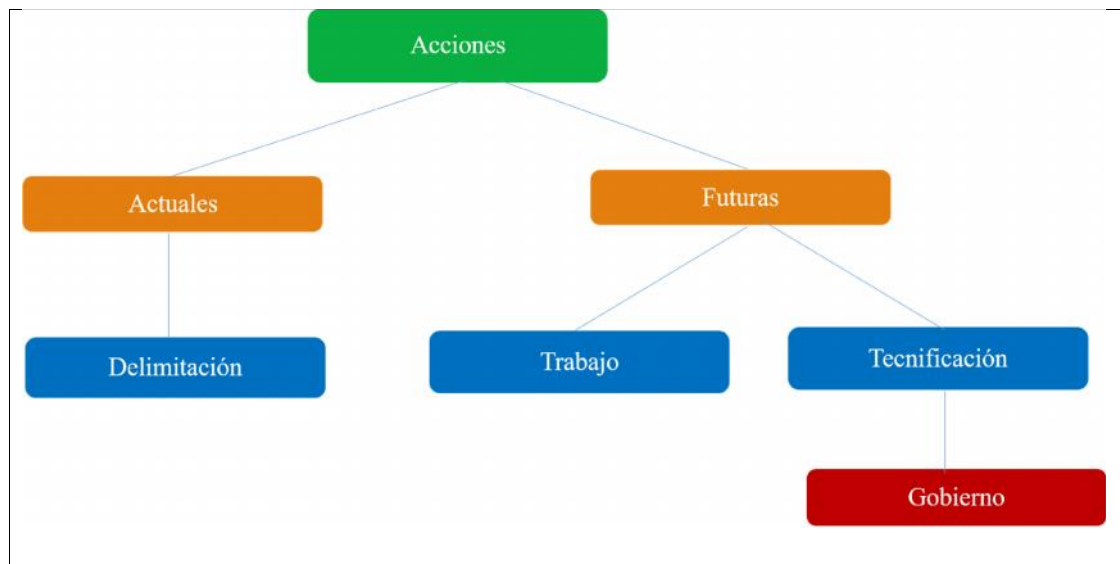 Acciones
Actuales
Futuras
Delimitación
Trabajo
Tecnificación
Gobierno